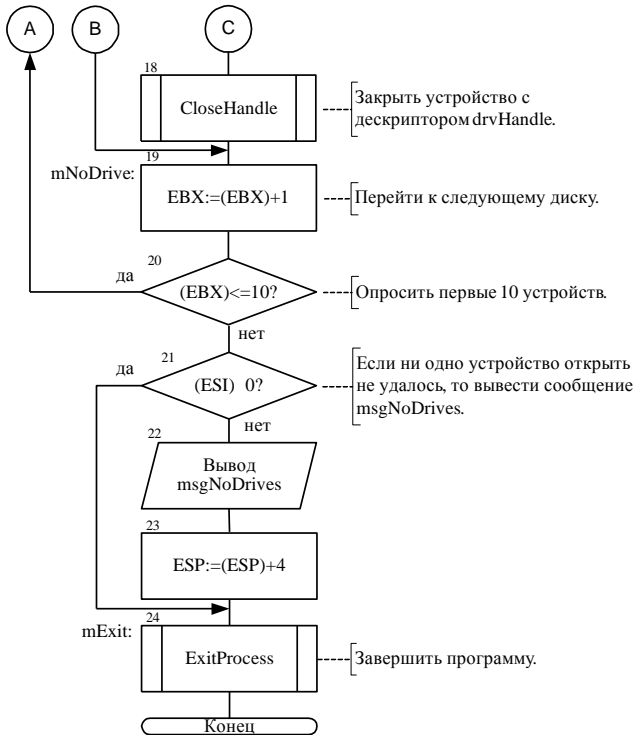 A
B
C
18
CloseHandle
Закрыть устройство с
дескриптором drvHandle.
mNoDrive:
19
EBX:=(EBX)+1
Перейти к следующему диску.
20
да
(EBX)<=10?
Опросить первые 10 устройств.
нет
21
да
(ESI) 0?
Если ни одно устройство открыть
не удалось, то вывести сообщение
msgNoDrives.
нет
22
Вывод
msgNoDrives
23
ESP:=(ESP)+4
mExit:
24
ExitProcess
Завершить программу.
Конец